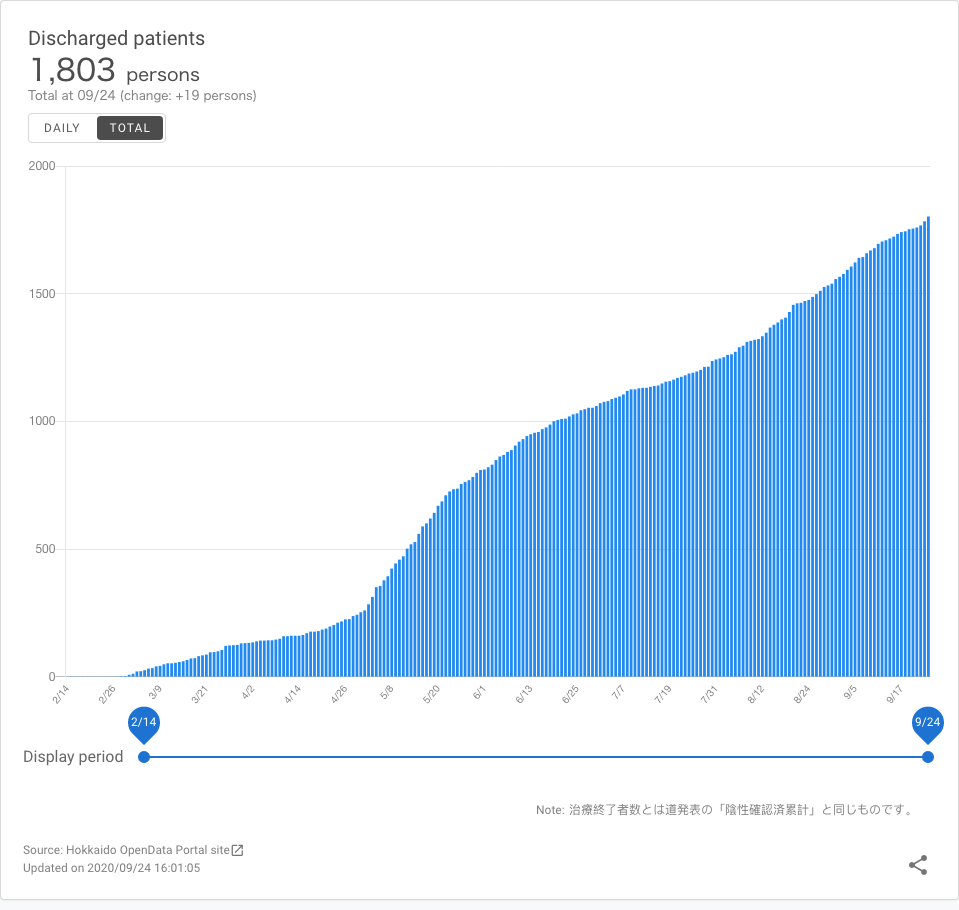 Discharged patients
1,803 persons
Total at 09/24 (change: +19 persons)
DAILY TOTAL
2000
1500
1000
500
0
2/14 2/26 3/9 3/21 4/2 4/14 4/26 5/8 5/20 6/1 6/13 6/25 7/7 7/19 7/31 8/12 8/24 9/5 9/17
2/14 9/24
Display period
Note: 治療終了者数とは道発表の「陰性確認済累計」と同じものです。
Source: Hokkaido OpenData Portal site
Updated on 2020/09/24 16:01:05